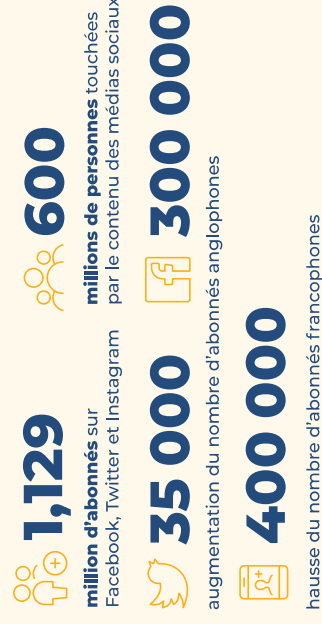 1,129
million d'abonnés sur
Facebook, Twitter et Instagram
600
millions de personnes touchées
par le contenu des médias sociaux
35 000
300 000
augmentation du nombre d'abonnés anglophones
400 000
hausse du nombre d'abonnés francophones